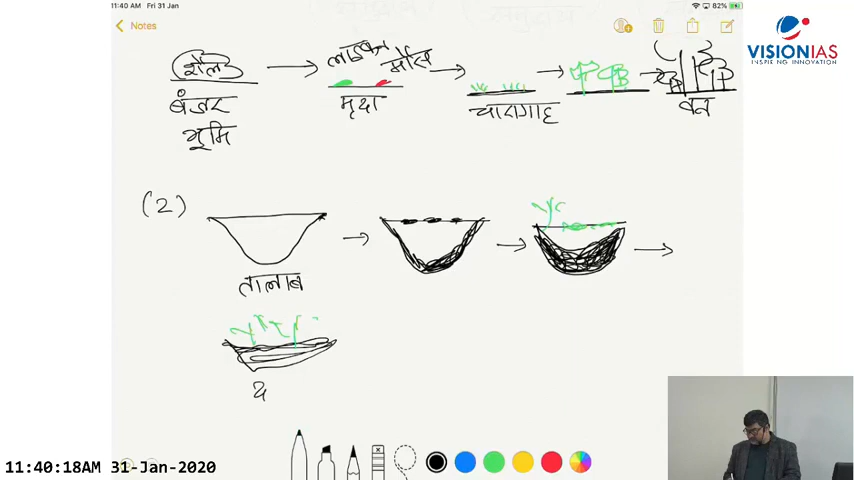 11:40 AM Fri 31 Jan
82%
Notes
VISIONIAS
INSPIRING INNOVATION
शैल → लाइकेन मॉस → → →
बंजर भूमि
मृदा
चारागाह
वन
(2)
तालाब
द
11:40:18AM 31-Jan-2020